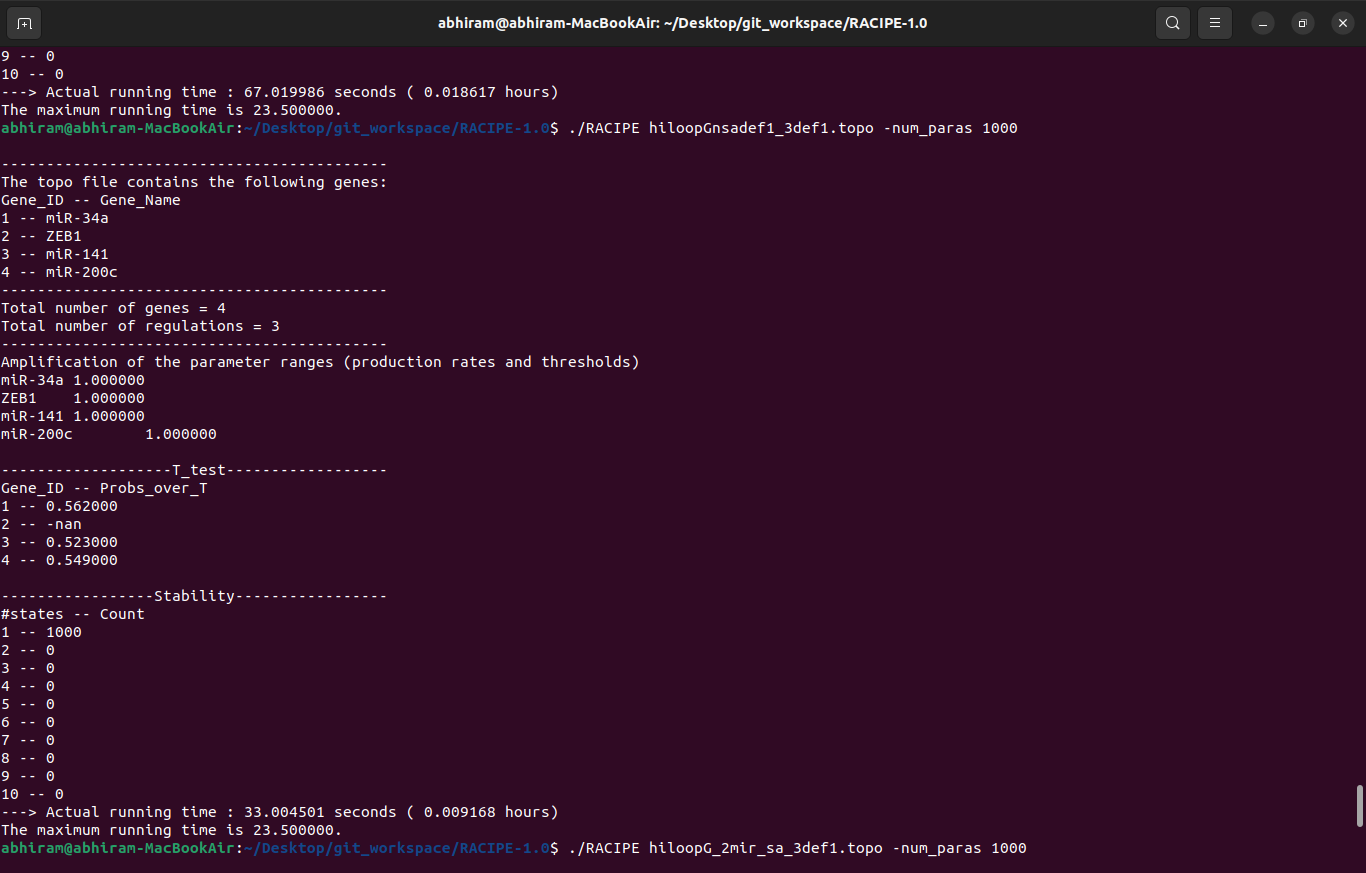 abhiram@abhiram-MacBookAir: ~/Desktop/git_workspace/RACIPE-1.0
9 -- 0
10 -- 0
---> Actual running time : 67.019986 seconds ( 0.018617 hours)
The maximum running time is 23.500000.
abhiram@abhiram-MacBookAir:~/Desktop/git_workspace/RACIPE-1.0$ ./RACIPE hiloopGnsadef1_3def1.topo -num_paras 1000
-------------------------------------------
The topo file contains the following genes:
Gene_ID -- Gene_Name
1 -- miR-34a
2 -- ZEB1
3 -- miR-141
4 -- miR-200c
-------------------------------------------
Total number of genes = 4
Total number of regulations = 3
-------------------------------------------
Amplification of the parameter ranges (production rates and thresholds)
miR-34a 1.000000
ZEB1    1.000000
miR-141 1.000000
miR-200c        1.000000
-------------------T_test------------------
Gene_ID -- Probs_over_T
1 -- 0.562000
2 -- -nan
3 -- 0.523000
4 -- 0.549000
-----------------Stability-----------------
#states -- Count
1 -- 1000
2 -- 0
3 -- 0
4 -- 0
5 -- 0
6 -- 0
7 -- 0
8 -- 0
9 -- 0
10 -- 0
---> Actual running time : 33.004501 seconds ( 0.009168 hours)
The maximum running time is 23.500000.
abhiram@abhiram-MacBookAir:~/Desktop/git_workspace/RACIPE-1.0$ ./RACIPE hiloopG_2mir_sa_3def1.topo -num_paras 1000